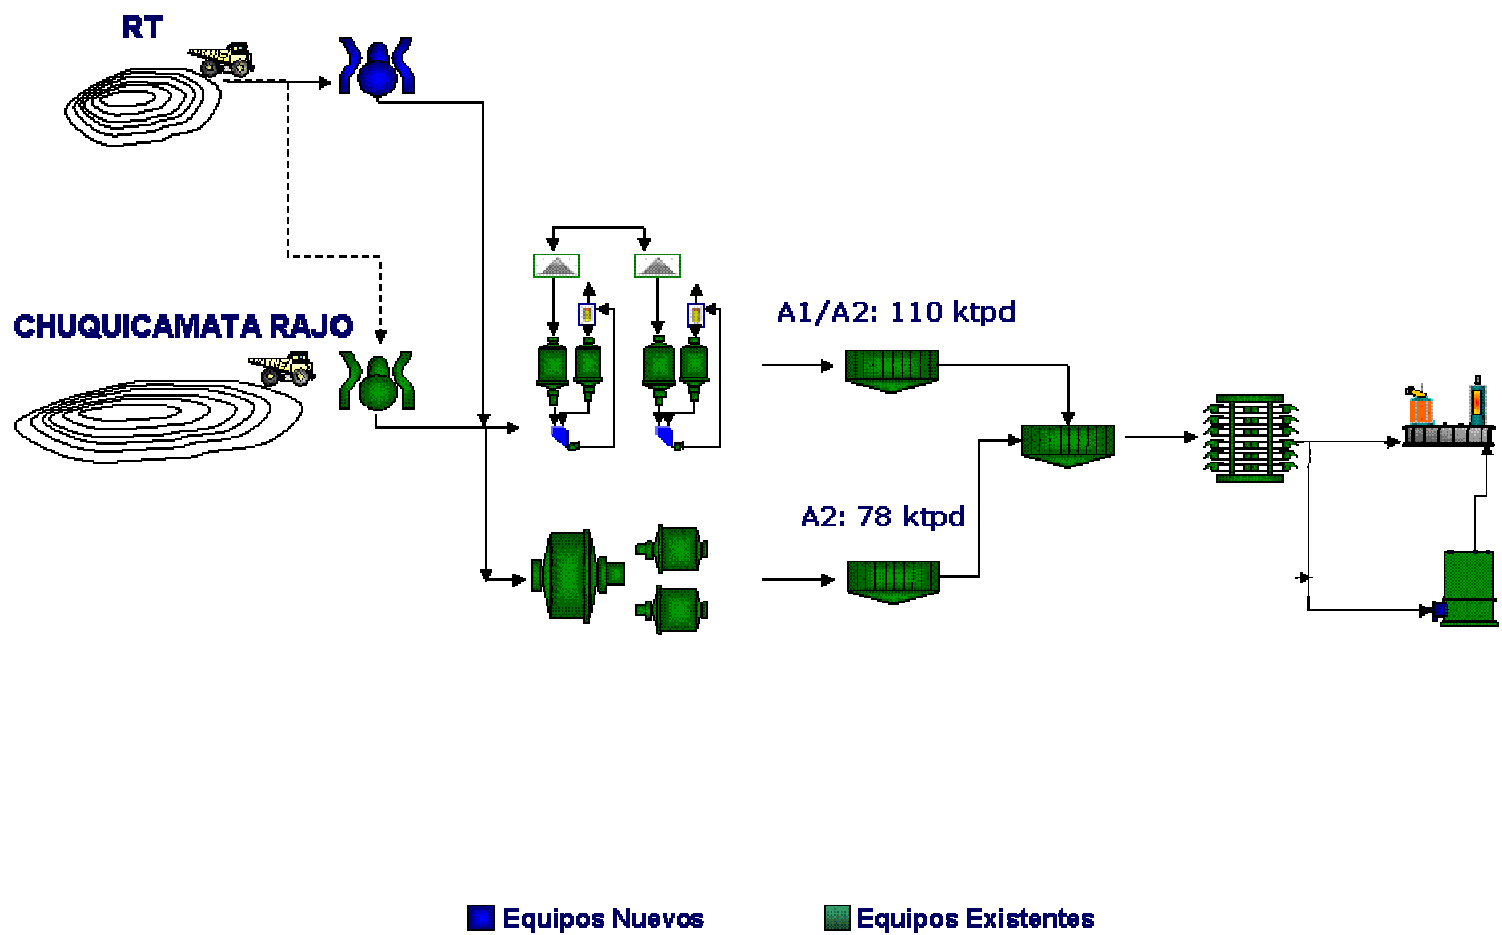 RT
CHUQUICAMATA RAJO
A1/A2: 110 ktpd
A2: 78 ktpd
Equipos Nuevos
Equipos Existentes